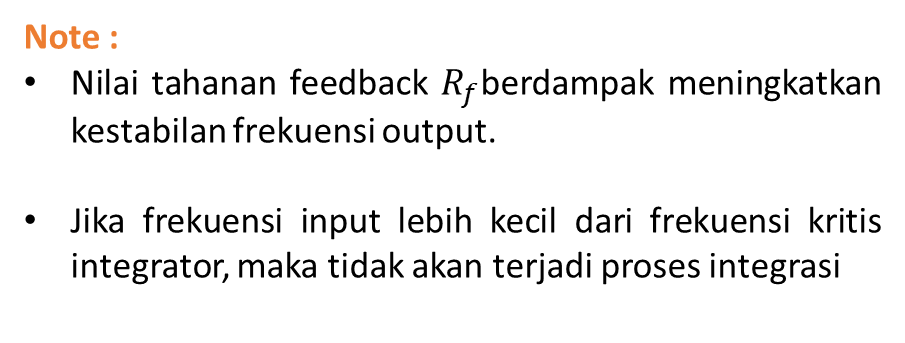 Note :
• Nilai tahanan feedback R_f berdampak meningkatkan
kestabilan frekuensi output.
• Jika frekuensi input lebih kecil dari frekuensi kritis
integrator, maka tidak akan terjadi proses integrasi